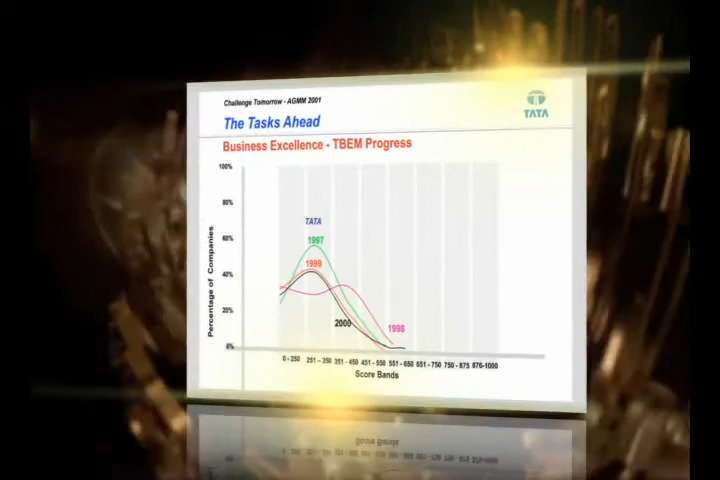 Challenge Tomorrow - AGMM 2001
TATA
The Tasks Ahead
Business Excellence - TBEM Progress
100%
80%
60%
40%
20%
0%
Percentage of Companies
TATA
1997
1999
2000
1998
0 - 250 251 – 350 351 - 450 451 - 550 551 - 650 651 - 750 750 - 875 876-1000
Score Bands